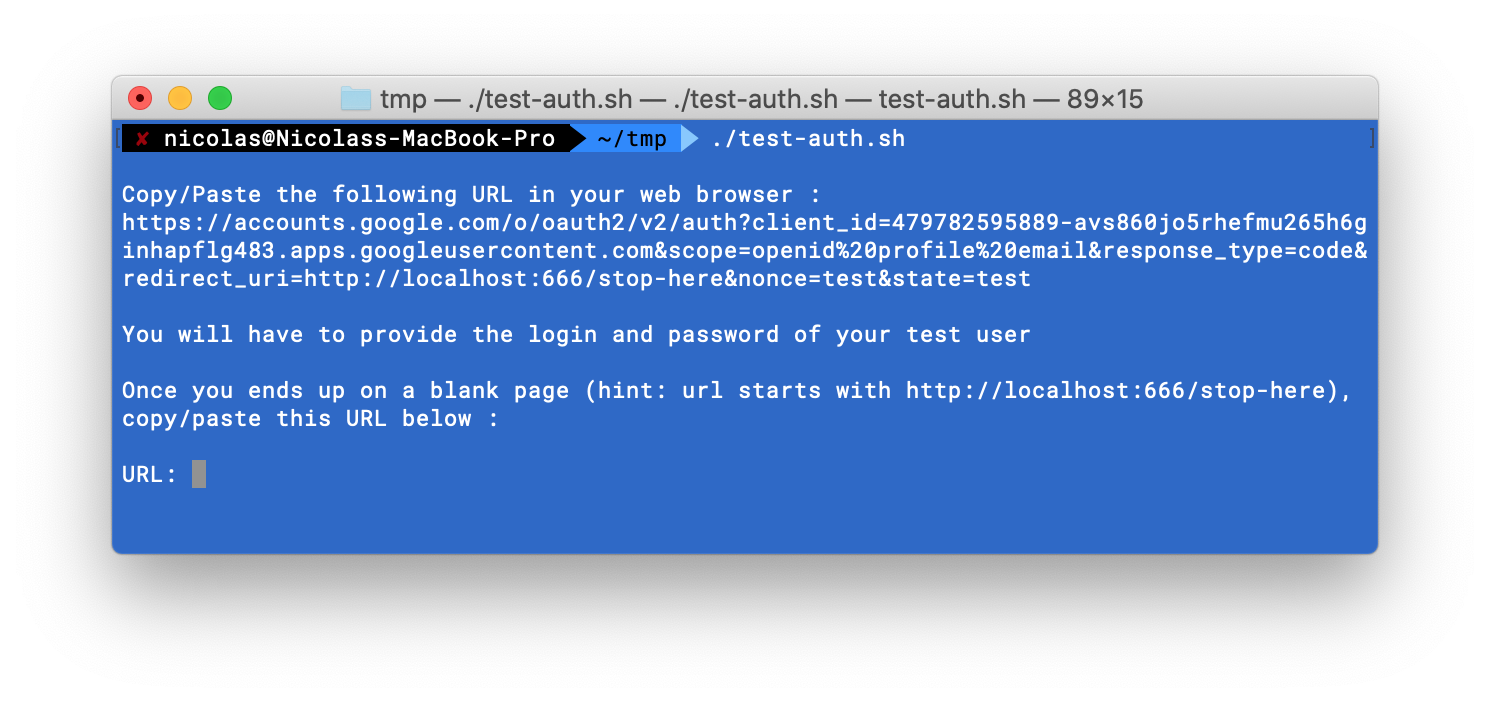 tmp — ./test-auth.sh — ./test-auth.sh — test-auth.sh — 89×15
[ ✘ nicolas@Nicolass-MacBook-Pro ~/tmp ./test-auth.sh ]
Copy/Paste the following URL in your web browser :
https://accounts.google.com/o/oauth2/v2/auth?client_id=479782595889-avs860jo5rhefmu265h6g
inhapflg483.apps.googleusercontent.com&scope=openid%20profile%20email&response_type=code&
redirect_uri=http://localhost:666/stop-here&nonce=test&state=test
You will have to provide the login and password of your test user
Once you ends up on a blank page (hint: url starts with http://localhost:666/stop-here),
copy/paste this URL below :
URL: